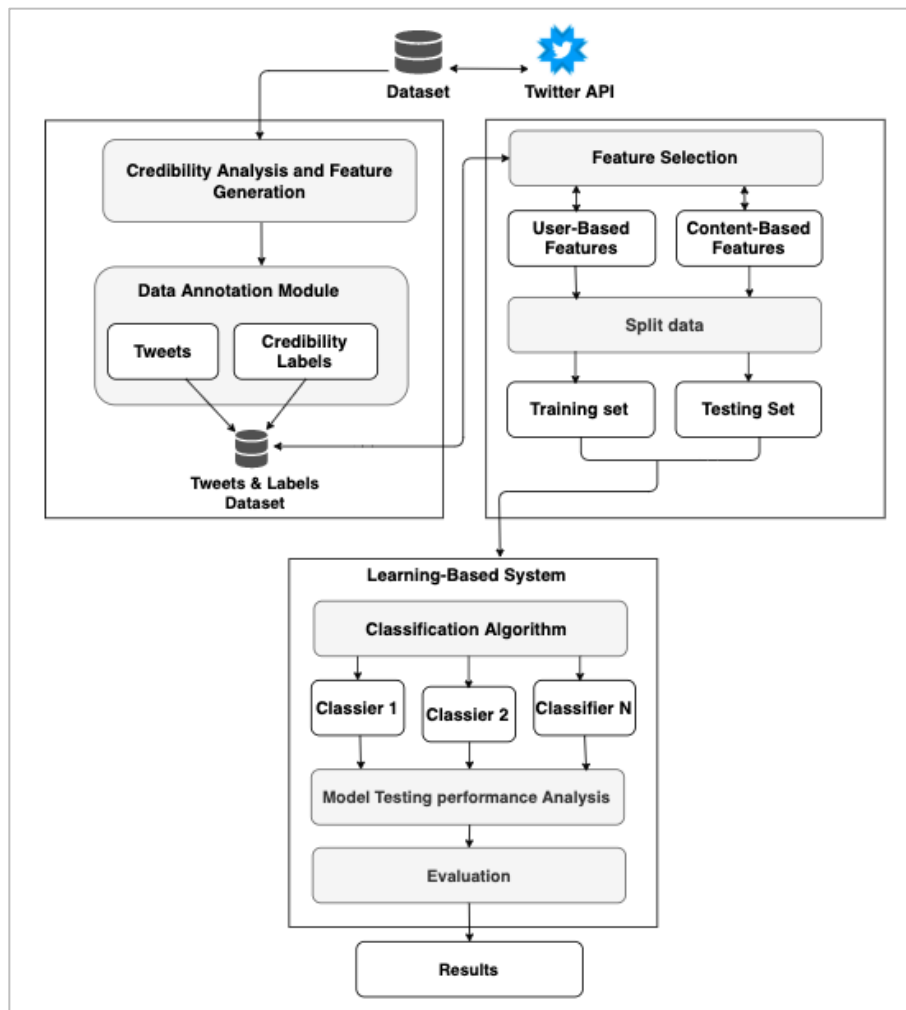 Dataset
Twitter API
Credibility Analysis and Feature
Generation
Data Annotation Module
Tweets
Credibility
Labels
Tweets & Labels
Dataset
Feature Selection
User-Based
Features
Content-Based
Features
Split data
Training set
Testing Set
Learning-Based System
Classification Algorithm
Classier 1
Classier 2
Classifier N
Model Testing performance Analysis
Evaluation
Results